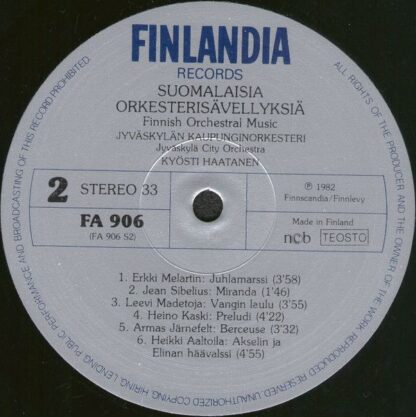 FINLANDIA
RECORDS
SUOMALAISIA
ORKESTERISÄVELLYKSIÄ
Finnish Orchestral Music
JYVÄSKYLÄN KAUPUNGINORKESTERI
Jyväskylä City Orchestra
KYÖSTI HAATANEN
2 STEREO 33
FA 906
(FA 906 S2)
℗ 1982
Finnscandia/Finnlevy
Made in Finland
ncb TEOSTO
1. Erkki Melartin: Juhlamarssi (3'58)
2. Jean Sibelius: Miranda (1'46)
3. Leevi Madetoja: Vangin laulu (3'55)
4. Heino Kaski: Preludi (4'22)
5. Armas Järnefelt: Berceuse (3'32)
6. Heikki Aaltoila: Akselin ja
Elinan häävalssi
(4'55)
ALL RIGHTS OF THE PRODUCER AND THE OWNER OF THE WORK REPRODUCED RESERVED UNAUTHORIZED COPYING HIRING LENDING PUBLIC PERFORMANCE AND BROADCASTING OF THIS RECORD PROHIBITED.